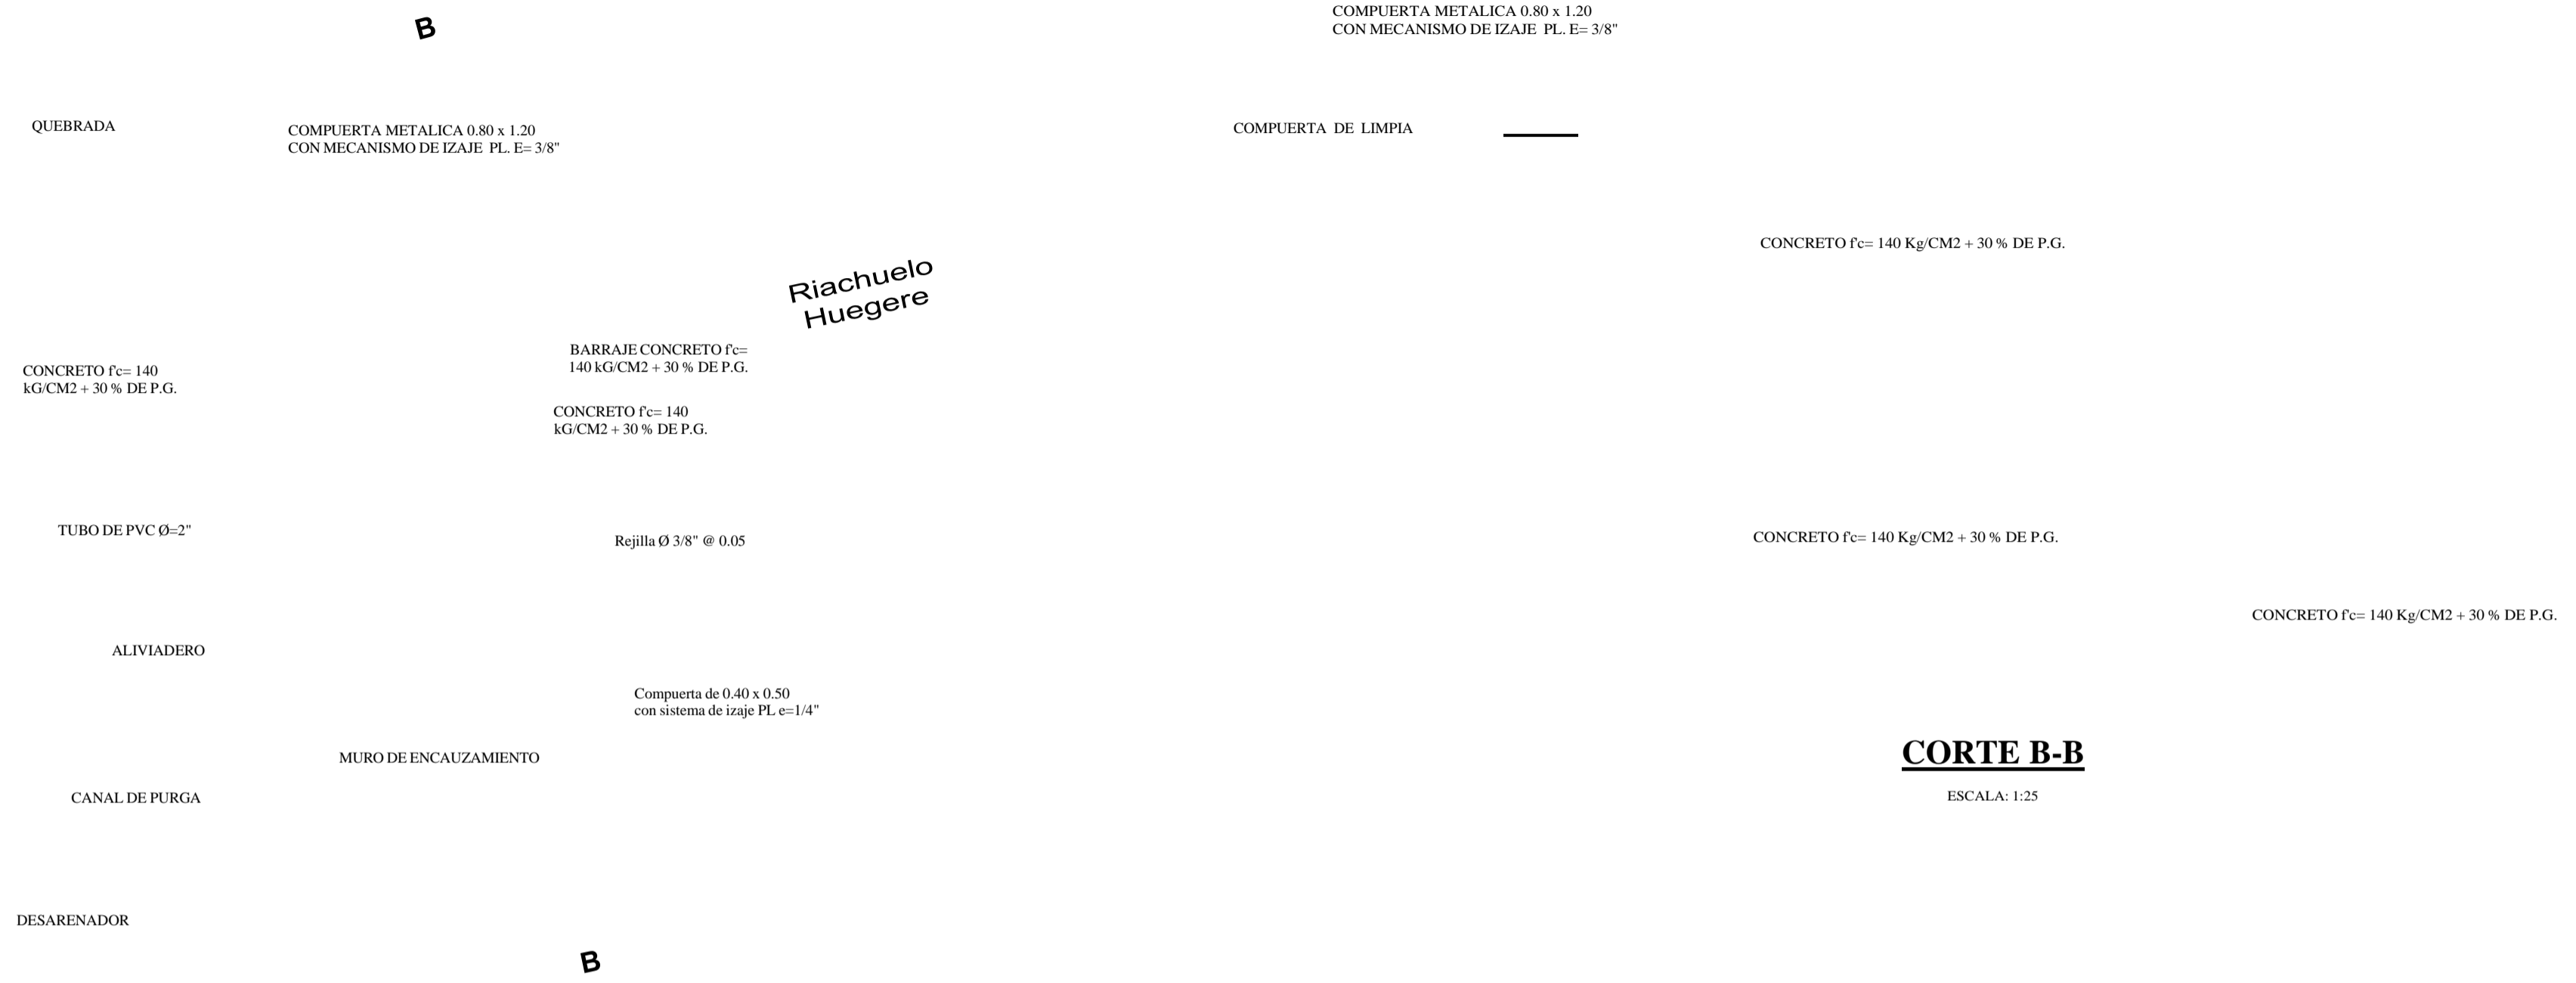 B
QUEBRADA
COMPUERTA METALICA 0.80 x 1.20
CON MECANISMO DE IZAJE PL. E= 3/8"
Riachuelo
Huegere
BARRAJE CONCRETO f'c=
140 kG/CM2 + 30 % DE P.G.
CONCRETO f'c= 140
kG/CM2 + 30 % DE P.G.
CONCRETO f'c= 140
kG/CM2 + 30 % DE P.G.
TUBO DE PVC Ø=2"
Rejilla Ø 3/8" @ 0.05
ALIVIADERO
Compuerta de 0.40 x 0.50
con sistema de izaje PL e=1/4"
MURO DE ENCAUZAMIENTO
CANAL DE PURGA
DESARENADOR
B
COMPUERTA METALICA 0.80 x 1.20
CON MECANISMO DE IZAJE PL. E= 3/8"
COMPUERTA DE LIMPIA
CONCRETO f'c= 140 Kg/CM2 + 30 % DE P.G.
CONCRETO f'c= 140 Kg/CM2 + 30 % DE P.G.
CONCRETO f'c= 140 Kg/CM2 + 30 % DE P.G.
CORTE B-B
ESCALA: 1:25